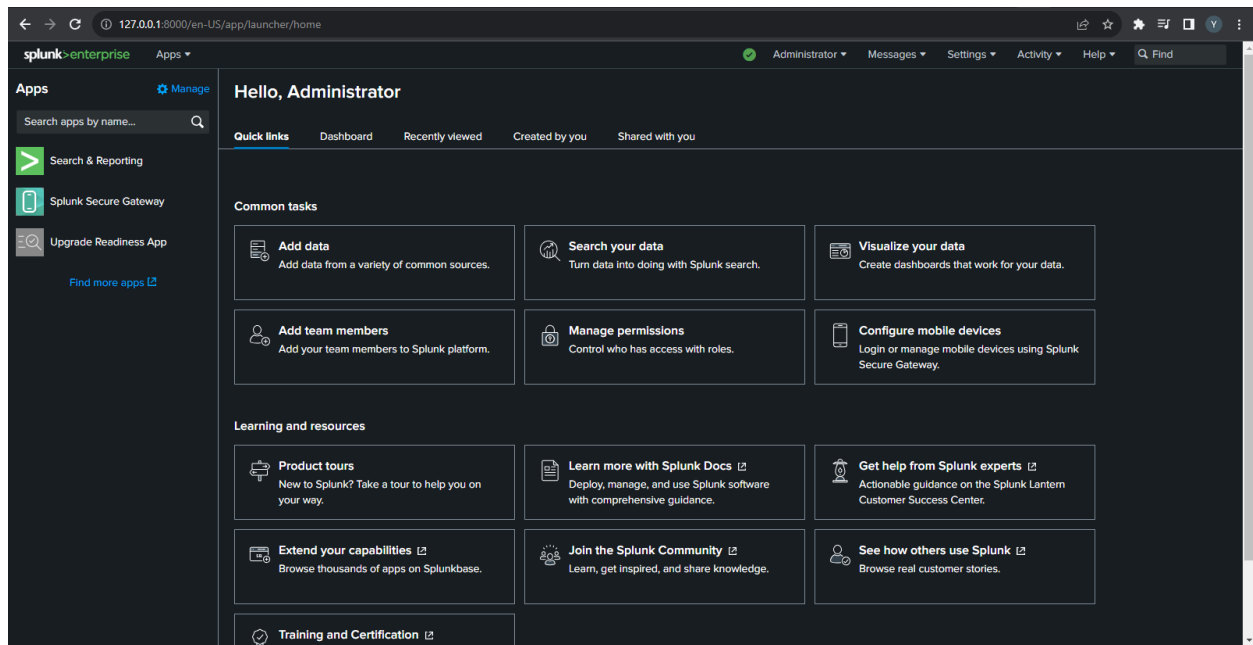 127.0.0.1:8000/en-US/app/launcher/home
Y
splunk>enterprise Apps Administrator Messages Settings Activity Help Find
Apps Manage
Search apps by name...
Search & Reporting
Splunk Secure Gateway
Upgrade Readiness App
Find more apps
Hello, Administrator
Quick links Dashboard Recently viewed Created by you Shared with you
Common tasks
Add data
Add data from a variety of common sources.
Search your data
Turn data into doing with Splunk search.
Visualize your data
Create dashboards that work for your data.
Add team members
Add your team members to Splunk platform.
Manage permissions
Control who has access with roles.
Configure mobile devices
Login or manage mobile devices using Splunk
Secure Gateway.
Learning and resources
Product tours
New to Splunk? Take a tour to help you on
your way.
Learn more with Splunk Docs
Deploy, manage, and use Splunk software
with comprehensive guidance.
Get help from Splunk experts
Actionable guidance on the Splunk Lantern
Customer Success Center.
Extend your capabilities
Browse thousands of apps on Splunkbase.
Join the Splunk Community
Learn, get inspired, and share knowledge.
See how others use Splunk
Browse real customer stories.
Training and Certification